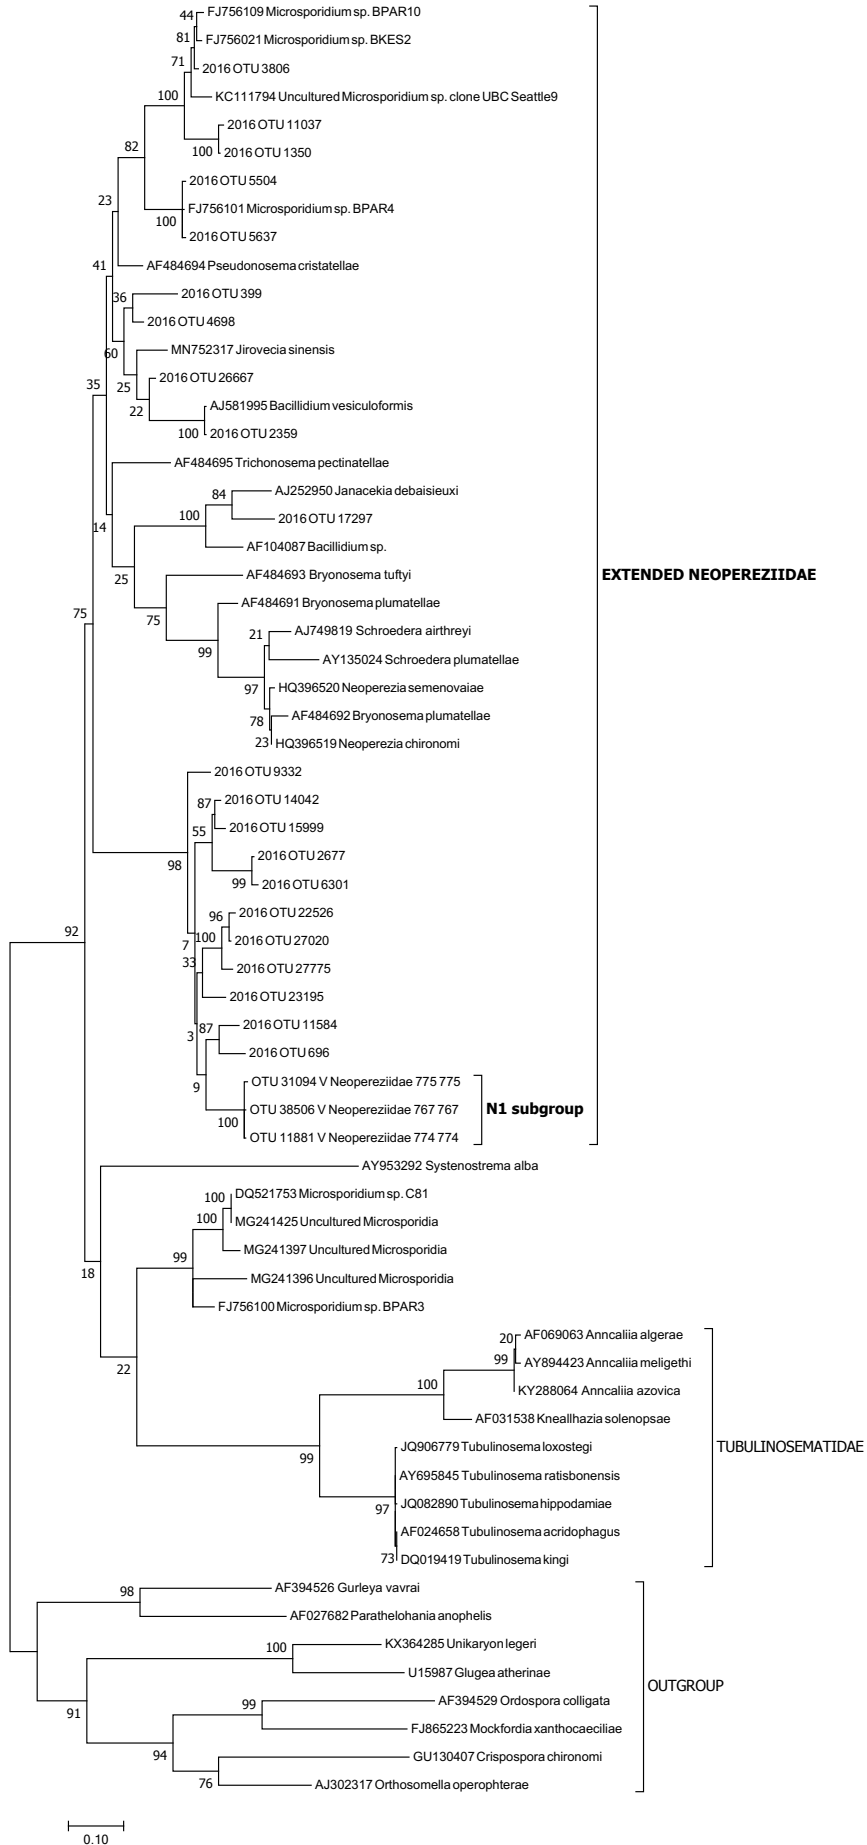 44
FJ756109 Microsporidium sp. BPAR10
81
FJ756021 Microsporidium sp. BKES2
71
2016 OTU 3806
100
KC111794 Uncultured Microsporidium sp. clone UBC Seattle9
2016 OTU 11037
82
100
2016 OTU 1350
2016 OTU 5504
23
FJ756101 Microsporidium sp. BPAR4
100
2016 OTU 5637
41
AF484694 Pseudonosema cristatellae
36
2016 OTU 399
2016 OTU 4698
60
MN752317 Jirovecia sinensis
35
25
2016 OTU 26667
22
AJ581995 Bacillidium vesiculoformis
100
2016 OTU 2359
AF484695 Trichonosema pectinatellae
84
AJ252950 Janacekia debaisieuxi
100
2016 OTU 17297
14
AF104087 Bacillidium sp.
25
AF484693 Bryonosema tuftyi
EXTENDED NEOPEREZIIDAE
75
75
AF484691 Bryonosema plumatellae
21
AJ749819 Schroedera airthreyi
99
AY135024 Schroedera plumatellae
97
HQ396520 Neoperezia semenovaiae
78
AF484692 Bryonosema plumatellae
23
HQ396519 Neoperezia chironomi
2016 OTU 9332
87
2016 OTU 14042
55
2016 OTU 15999
98
2016 OTU 2677
99
2016 OTU 6301
96
2016 OTU 22526
92
7
100
2016 OTU 27020
33
2016 OTU 27775
2016 OTU 23195
3
87
2016 OTU 11584
2016 OTU 696
9
OTU 31094 V Neopereziidae 775 775
100
OTU 38506 V Neopereziidae 767 767
N1 subgroup
OTU 11881 V Neopereziidae 774 774
AY953292 Systenostrema alba
100
DQ521753 Microsporidium sp. C81
100
MG241425 Uncultured Microsporidia
99
MG241397 Uncultured Microsporidia
18
MG241396 Uncultured Microsporidia
FJ756100 Microsporidium sp. BPAR3
20
AF069063 Anncaliia algerae
22
99
AY894423 Anncaliia meligethi
100
KY288064 Anncaliia azovica
AF031538 Kneallhazia solenopsae
99
JQ906779 Tubulinosema loxostegi
TUBULINOSEMATIDAE
AY695845 Tubulinosema ratisbonensis
97
JQ082890 Tubulinosema hippodamiae
AF024658 Tubulinosema acridophagus
73
DQ019419 Tubulinosema kingi
98
AF394526 Gurleya vavrai
AF027682 Parathelohania anophelis
100
KX364285 Unikaryon legeri
U15987 Glugea atherinae
OUTGROUP
91
99
AF394529 Ordospora colligata
FJ865223 Mockfordia xanthocaeciliae
94
GU130407 Crispospora chironomi
76
AJ302317 Orthosomella operophterae
0.10